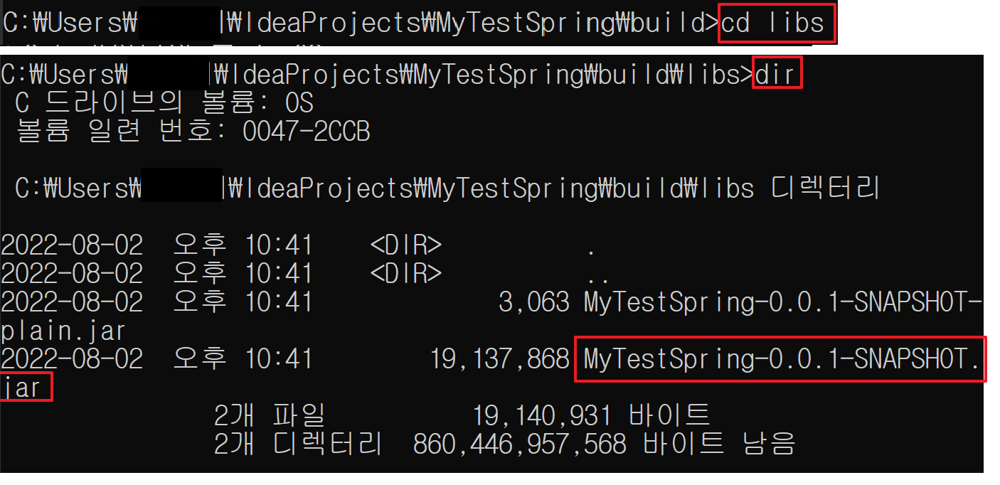 C:₩Users₩ ₩IdeaProjects₩MyTestSpring₩build>cd libs
C:₩Users₩ ₩IdeaProjects₩MyTestSpring₩build₩libs>dir
C 드라이브의 볼륨: OS
볼륨 일련 번호: 0047-2CCB
C:₩Users₩ ₩IdeaProjects₩MyTestSpring₩build₩libs 디렉터리
2022-08-02 오후 10:41 <DIR> .
2022-08-02 오후 10:41 <DIR> ..
2022-08-02 오후 10:41 3,063 MyTestSpring-0.0.1-SNAPSHOT-
plain.jar
2022-08-02 오후 10:41 19,137,868 MyTestSpring-0.0.1-SNAPSHOT.
jar
2개 파일 19,140,931 바이트
2개 디렉터리 860,446,957,568 바이트 남음